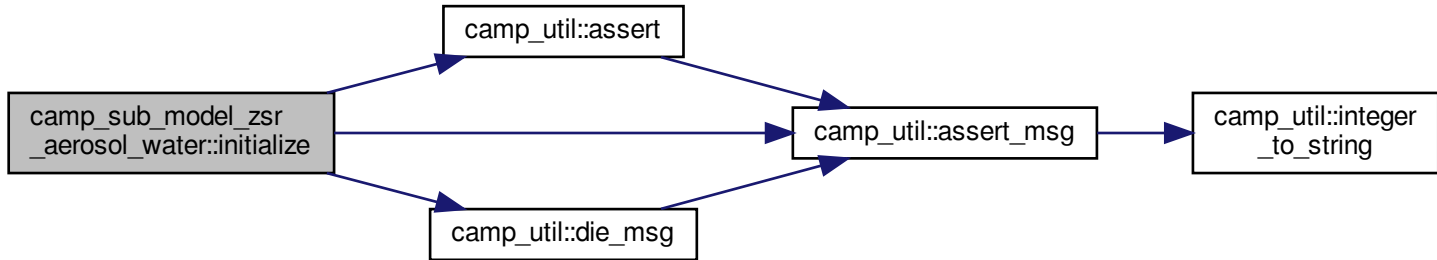 camp_sub_model_zsr
_aerosol_water::initialize
camp_util::assert
camp_util::die_msg
camp_util::assert_msg
camp_util::integer
_to_string